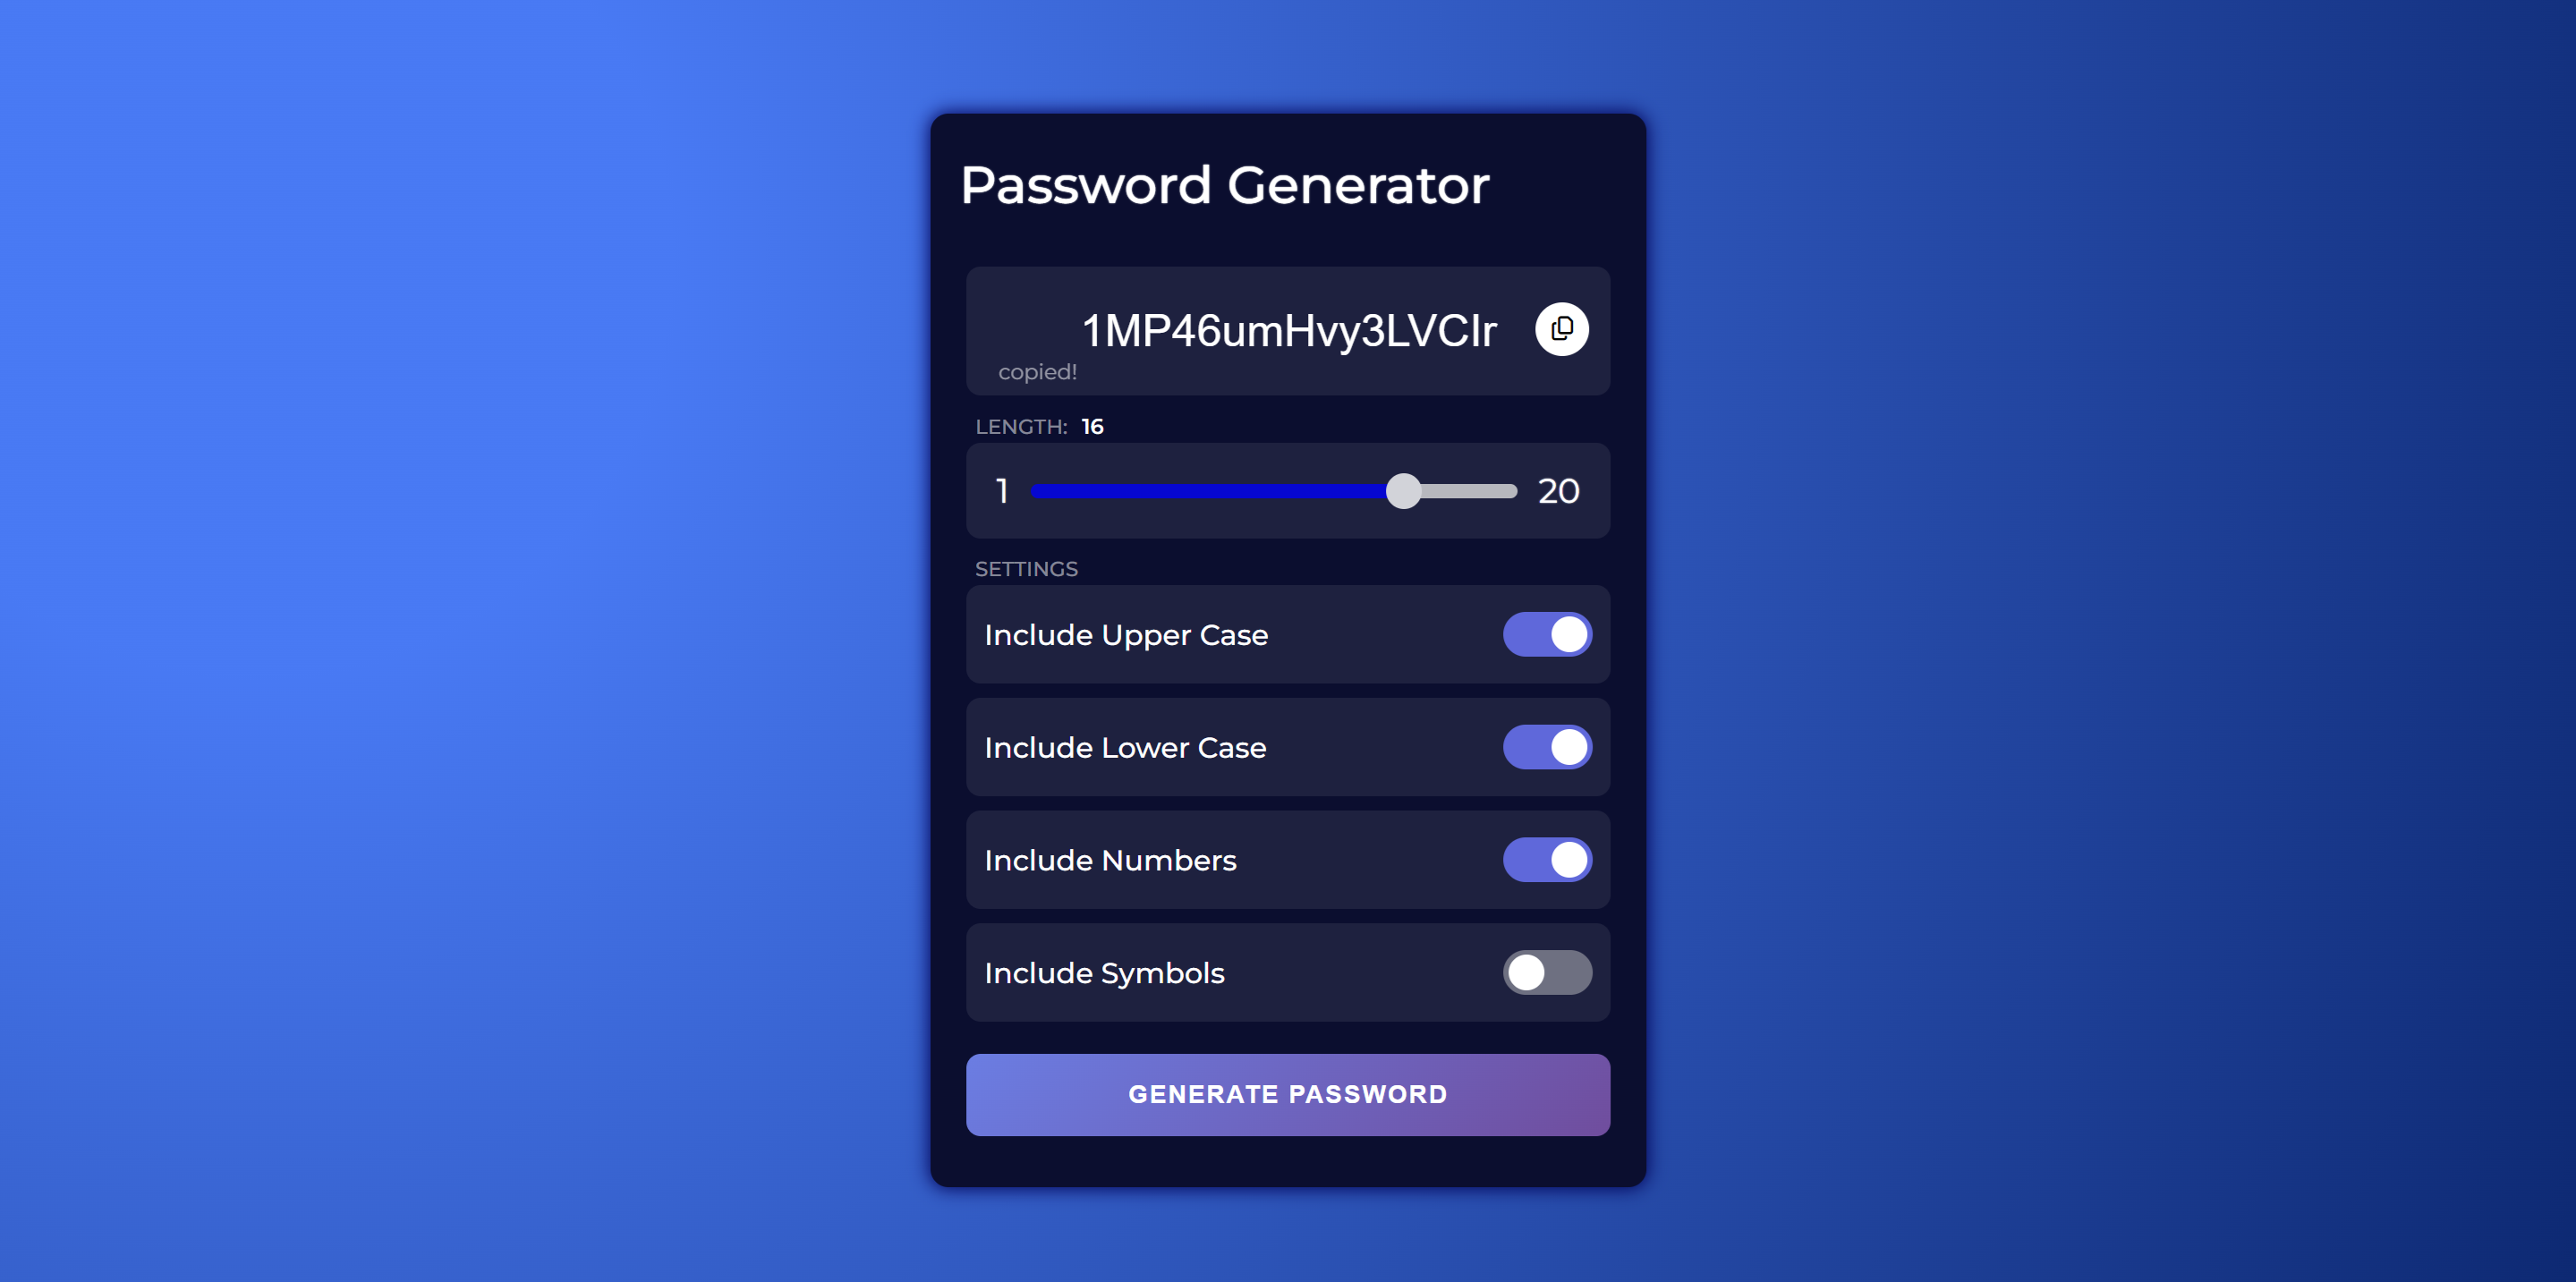 Password Generator
1MP46umHvy3LVCIr
copied!
LENGTH: 16
1 20
SETTINGS
Include Upper Case
Include Lower Case
Include Numbers
Include Symbols
GENERATE PASSWORD